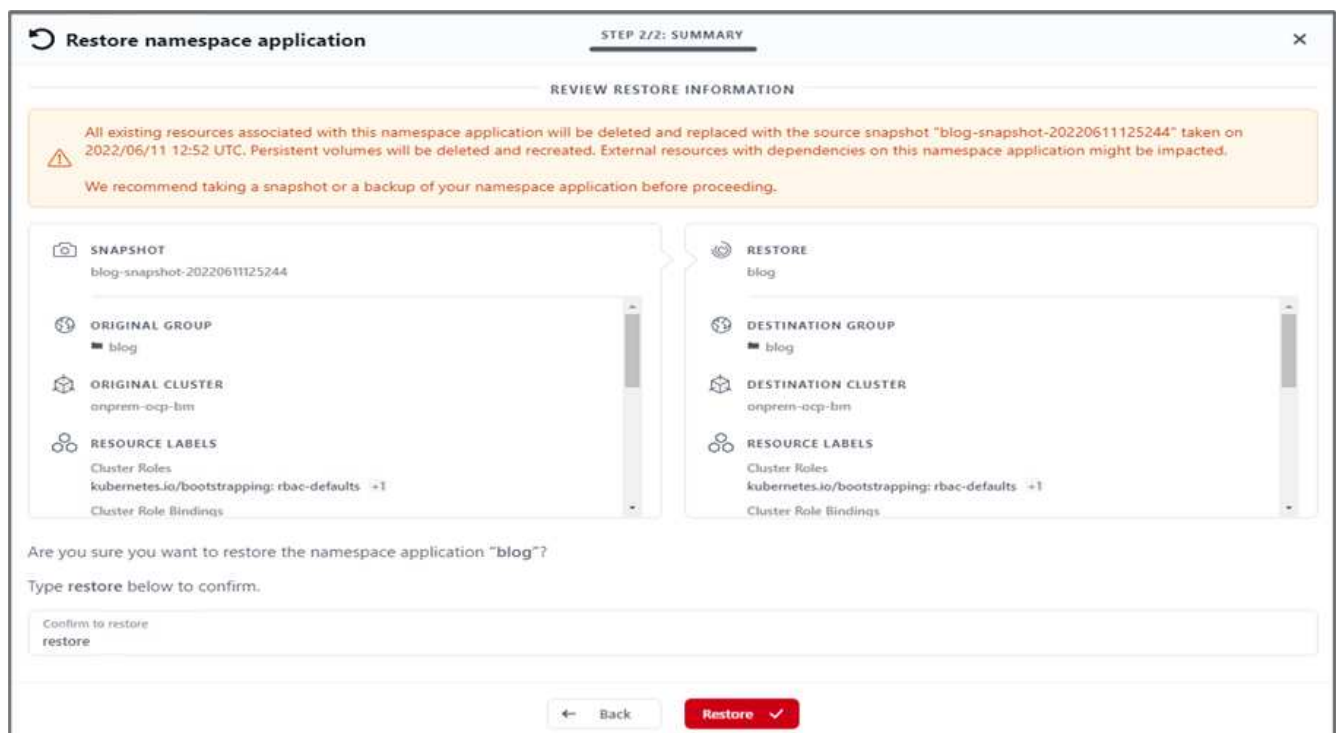 Restore namespace application
STEP 2/2: SUMMARY
REVIEW RESTORE INFORMATION
All existing resources associated with this namespace application will be deleted and replaced with the source snapshot "blog-snapshot-20220611125244" taken on
2022/06/11 12:52 UTC. Persistent volumes will be deleted and recreated. External resources with dependencies on this namespace application might be impacted.
We recommend taking a snapshot or a backup of your namespace application before proceeding.
SNAPSHOT
blog-snapshot-20220611125244
ORIGINAL GROUP
blog
ORIGINAL CLUSTER
onprem-ocp-bm
RESOURCE LABELS
Cluster Roles
kubernetes.io/bootstrapping: rbac-defaults +1
Cluster Role Bindings
RESTORE
blog
DESTINATION GROUP
blog
DESTINATION CLUSTER
onprem-ocp-bm
RESOURCE LABELS
Cluster Roles
kubernetes.io/bootstrapping: rbac-defaults +1
Cluster Role Bindings
Are you sure you want to restore the namespace application "blog"?
Type restore below to confirm.
Confirm to restore
restore
Back
Restore